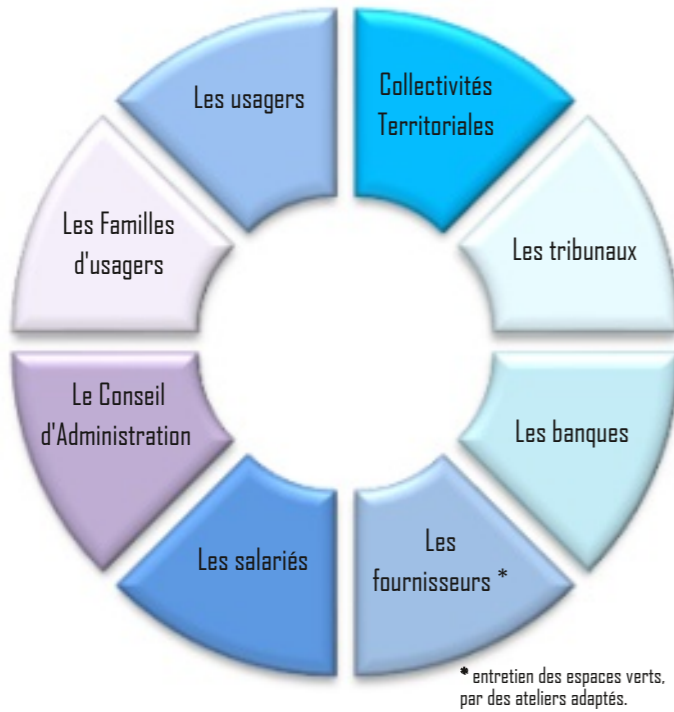 Les usagers
Collectivités
Territoriales
Les tribunaux
Les banques
Les
fournisseurs *
Les salariés
Le Conseil
d'Administration
Les Familles
d'usagers
* entretien des espaces verts,
par des ateliers adaptés.